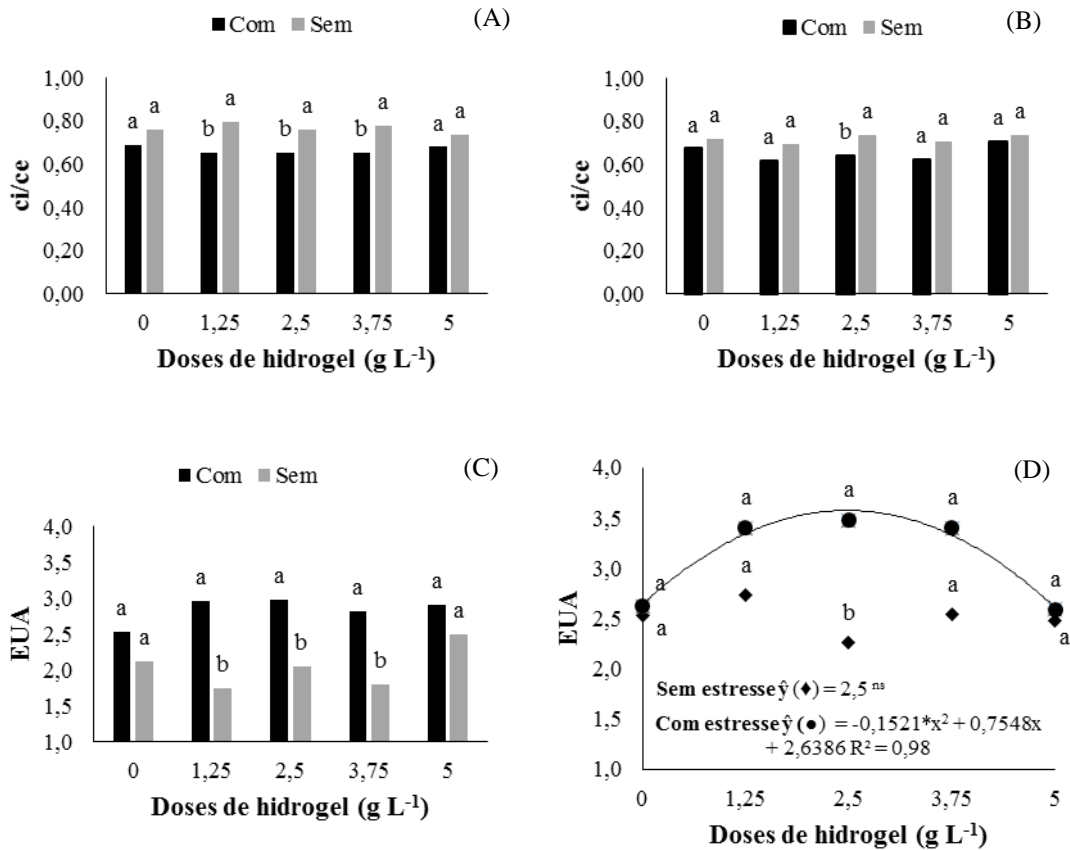 Com Sem (A)
1,00
0,80
0,60
0,40
0,20
0,00
ci/ce
a a b a b a b a a a
0 1,25 2,5 3,75 5
Doses de hidrogel (g L-1)
Com Sem (B)
1,00
0,80
0,60
0,40
0,20
0,00
ci/ce
a a a a b a a a a a
0 1,25 2,5 3,75 5
Doses de hidrogel (g L-1)
Com Sem (C)
4,0
3,5
3,0
2,5
2,0
1,5
1,0
EUA
a a a b a b a b a a
0 1,25 2,5 3,75 5
Doses de hidrogel (g L-1)
(D)
4,0
3,5
3,0
2,5
2,0
1,5
1,0
EUA
a a a a a
a a b a a
Sem estresse ŷ (♦) = 2,5 ns
Com estresse ŷ (●) = -0,1521*x2 + 0,7548x
+ 2,6386 R2 = 0,98
0 1,25 2,5 3,75 5
Doses de hidrogel (g L-1)